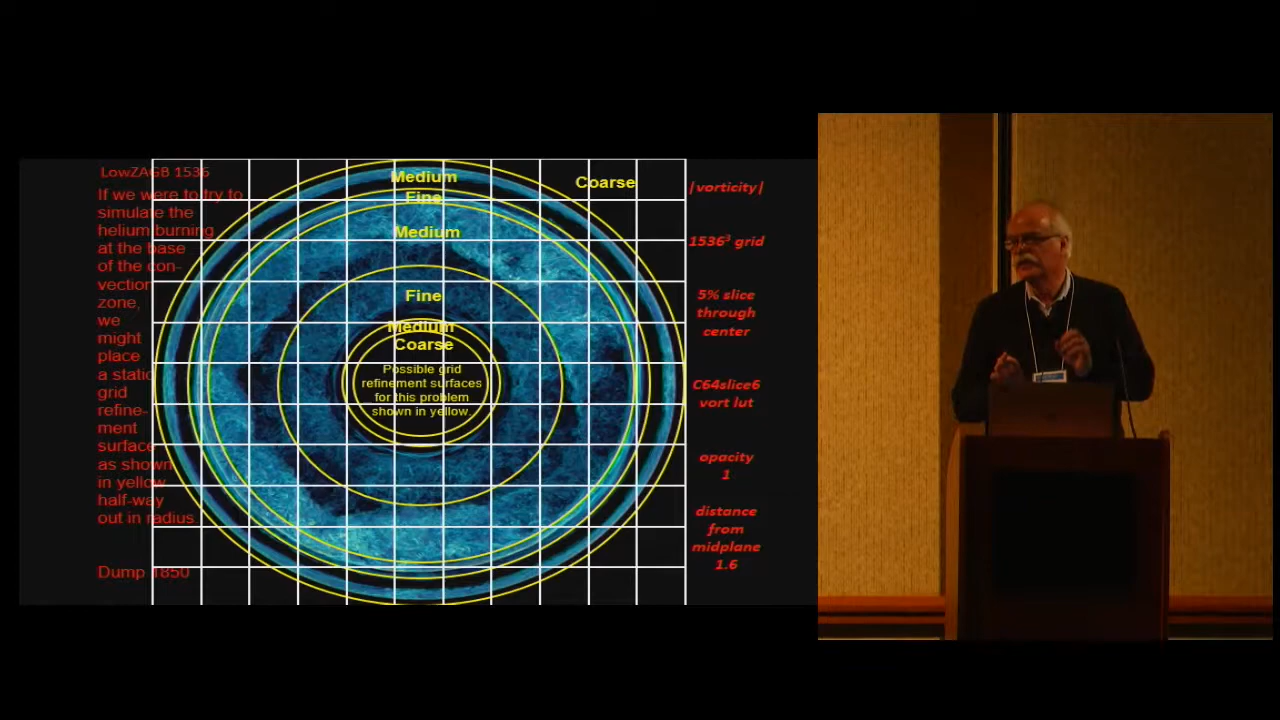 LowZAGB 1536
If we were to try to
simulate the
helium burning
at the base
of the con-
vection
zone,
we
might
place
a static
grid
refine-
ment
surface
as shown
in yellow
half-way
out in radius
Dump 1850
Medium
Fine
Medium
Fine
Medium
Coarse
Possible grid
refinement surfaces
for this problem
shown in yellow.
Coarse
|vorticity|
1536³ grid
5% slice
through
center
C64slice6
vort lut
opacity
1
distance
from
midplane
1.6